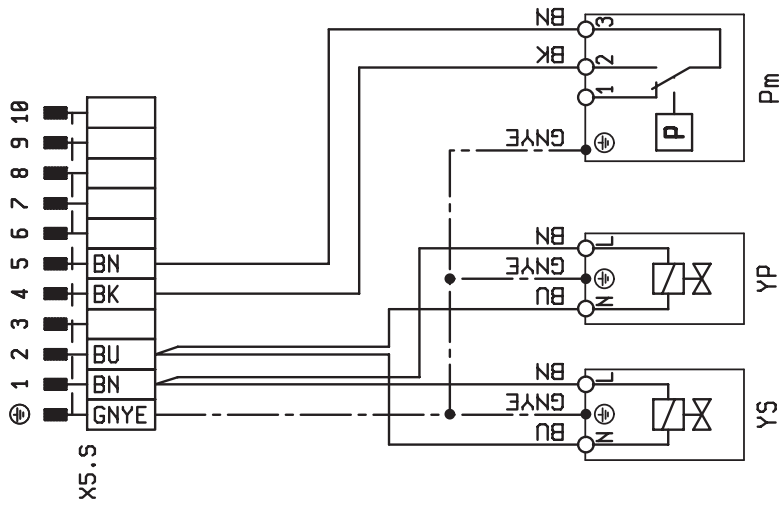 10
9
8
7
6
5 BN
4 BK
3
2 BU
1 BN
GNYE
X5.S
BN 3
BK 2
1
GNYE
P
Pm
BN L
GNYE
BU N
YP
BN L
GNYE
BU N
YS